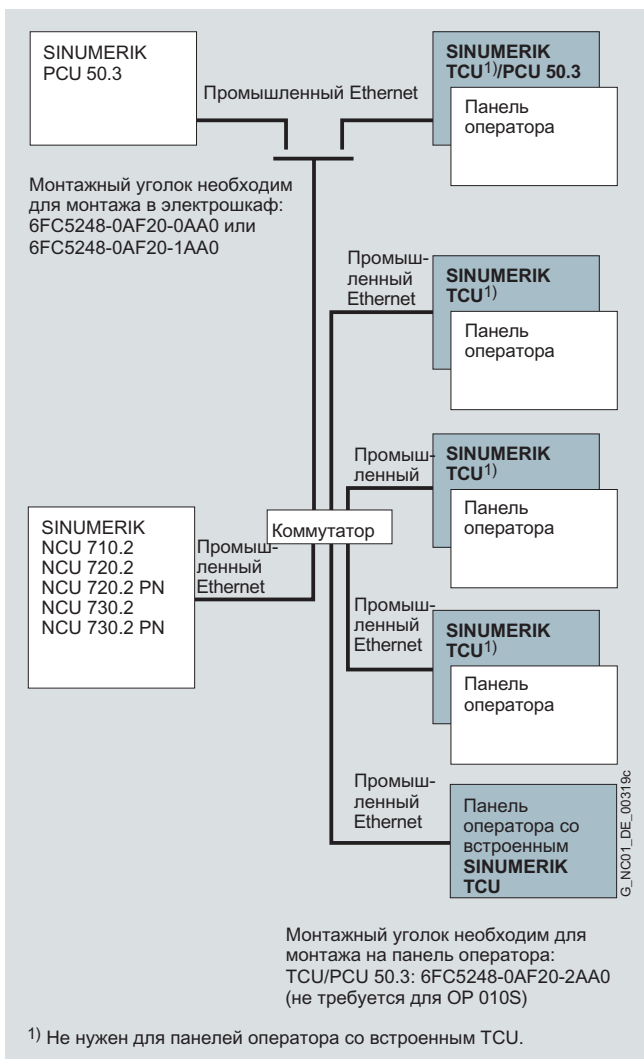 SINUMERIK
PCU 50.3
Промышленный Ethernet
SINUMERIK
TCU1)/PCU 50.3
Панель
оператора
Монтажный уголок необходим
для монтажа в электрошкаф:
6FC5248-0AF20-0AA0 или
6FC5248-0AF20-1AA0
Промыш-
ленный
Ethernet
SINUMERIK
TCU1)
Панель
оператора
Промыш-
ленный
SINUMERIK
TCU1)
Панель
оператора
Коммутатор
SINUMERIK
NCU 710.2
NCU 720.2
NCU 720.2 PN
NCU 730.2
NCU 730.2 PN
Промыш-
ленный
Ethernet
Промыш-
ленный
Ethernet
SINUMERIK
TCU1)
Панель
оператора
Промыш-
ленный
Ethernet
Панель
оператора со
встроенным
SINUMERIK
TCU
G_NC01_DE_00319c
Монтажный уголок необходим для
монтажа на панель оператора:
TCU/PCU 50.3: 6FC5248-0AF20-2AA0
(не требуется для OP 010S)
1) Не нужен для панелей оператора со встроенным TCU.